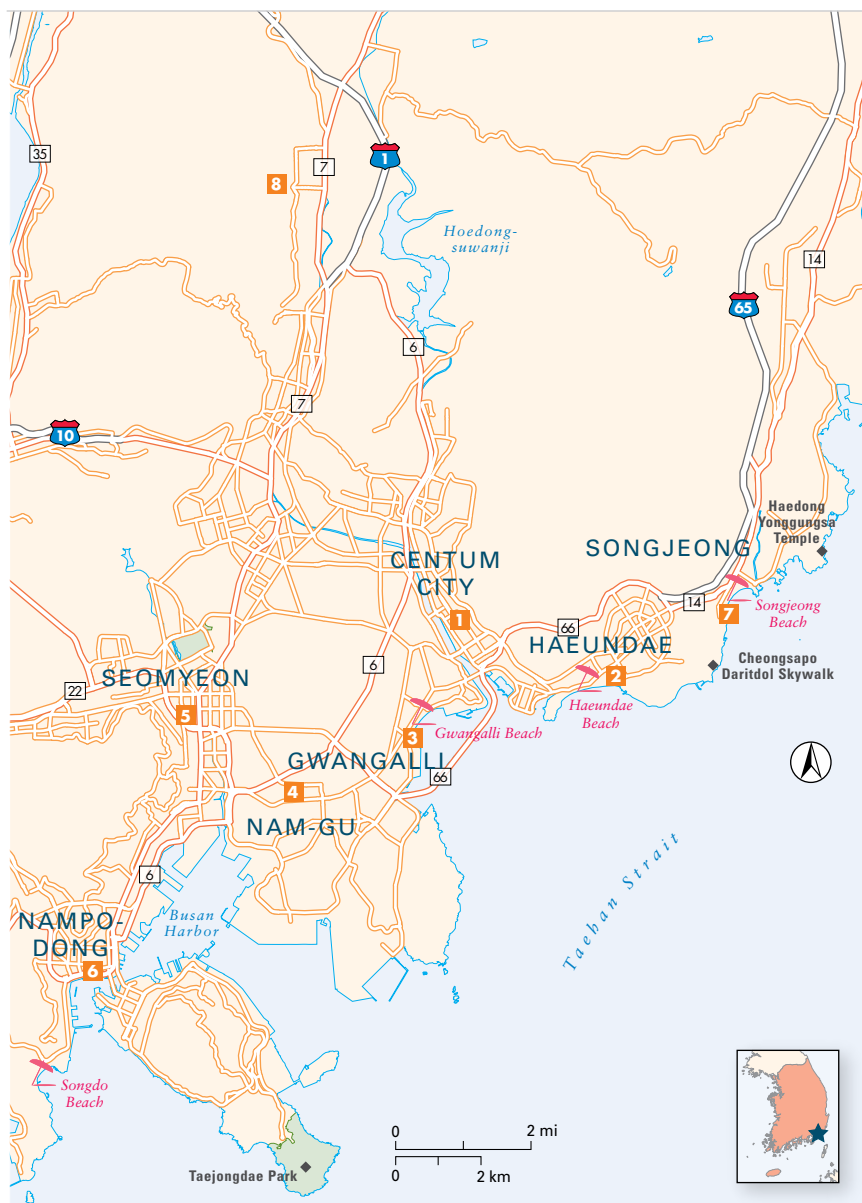 35
7
1
8
Hoedong-
suwanji
14
65
6
7
10
Haedong
Yonggungsa
Temple
SONGJEONG
CENTUM
CITY
1
66
14
7
Songjeong
Beach
HAEUNDAE
2
6
Cheongsapo
Daritdol Skywalk
SEOMYEON
22
5
Haeundae
Beach
3
Gwangalli Beach
GWANGALLI
66
4
NAM-GU
6
Taehan Strait
NAMPO-
DONG
6
Busan
Harbor
Songdo
Beach
Taejongdae Park
0
2 mi
0
2 km